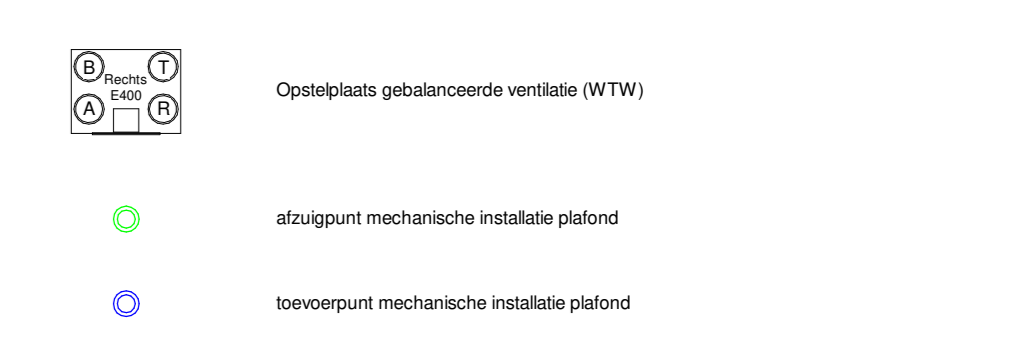 B T
Rechts
E400
A R
Opstelplaats gebalanceerde ventilatie (WTW)
afzuigpunt mechanische installatie plafond
toevoerpunt mechanische installatie plafond